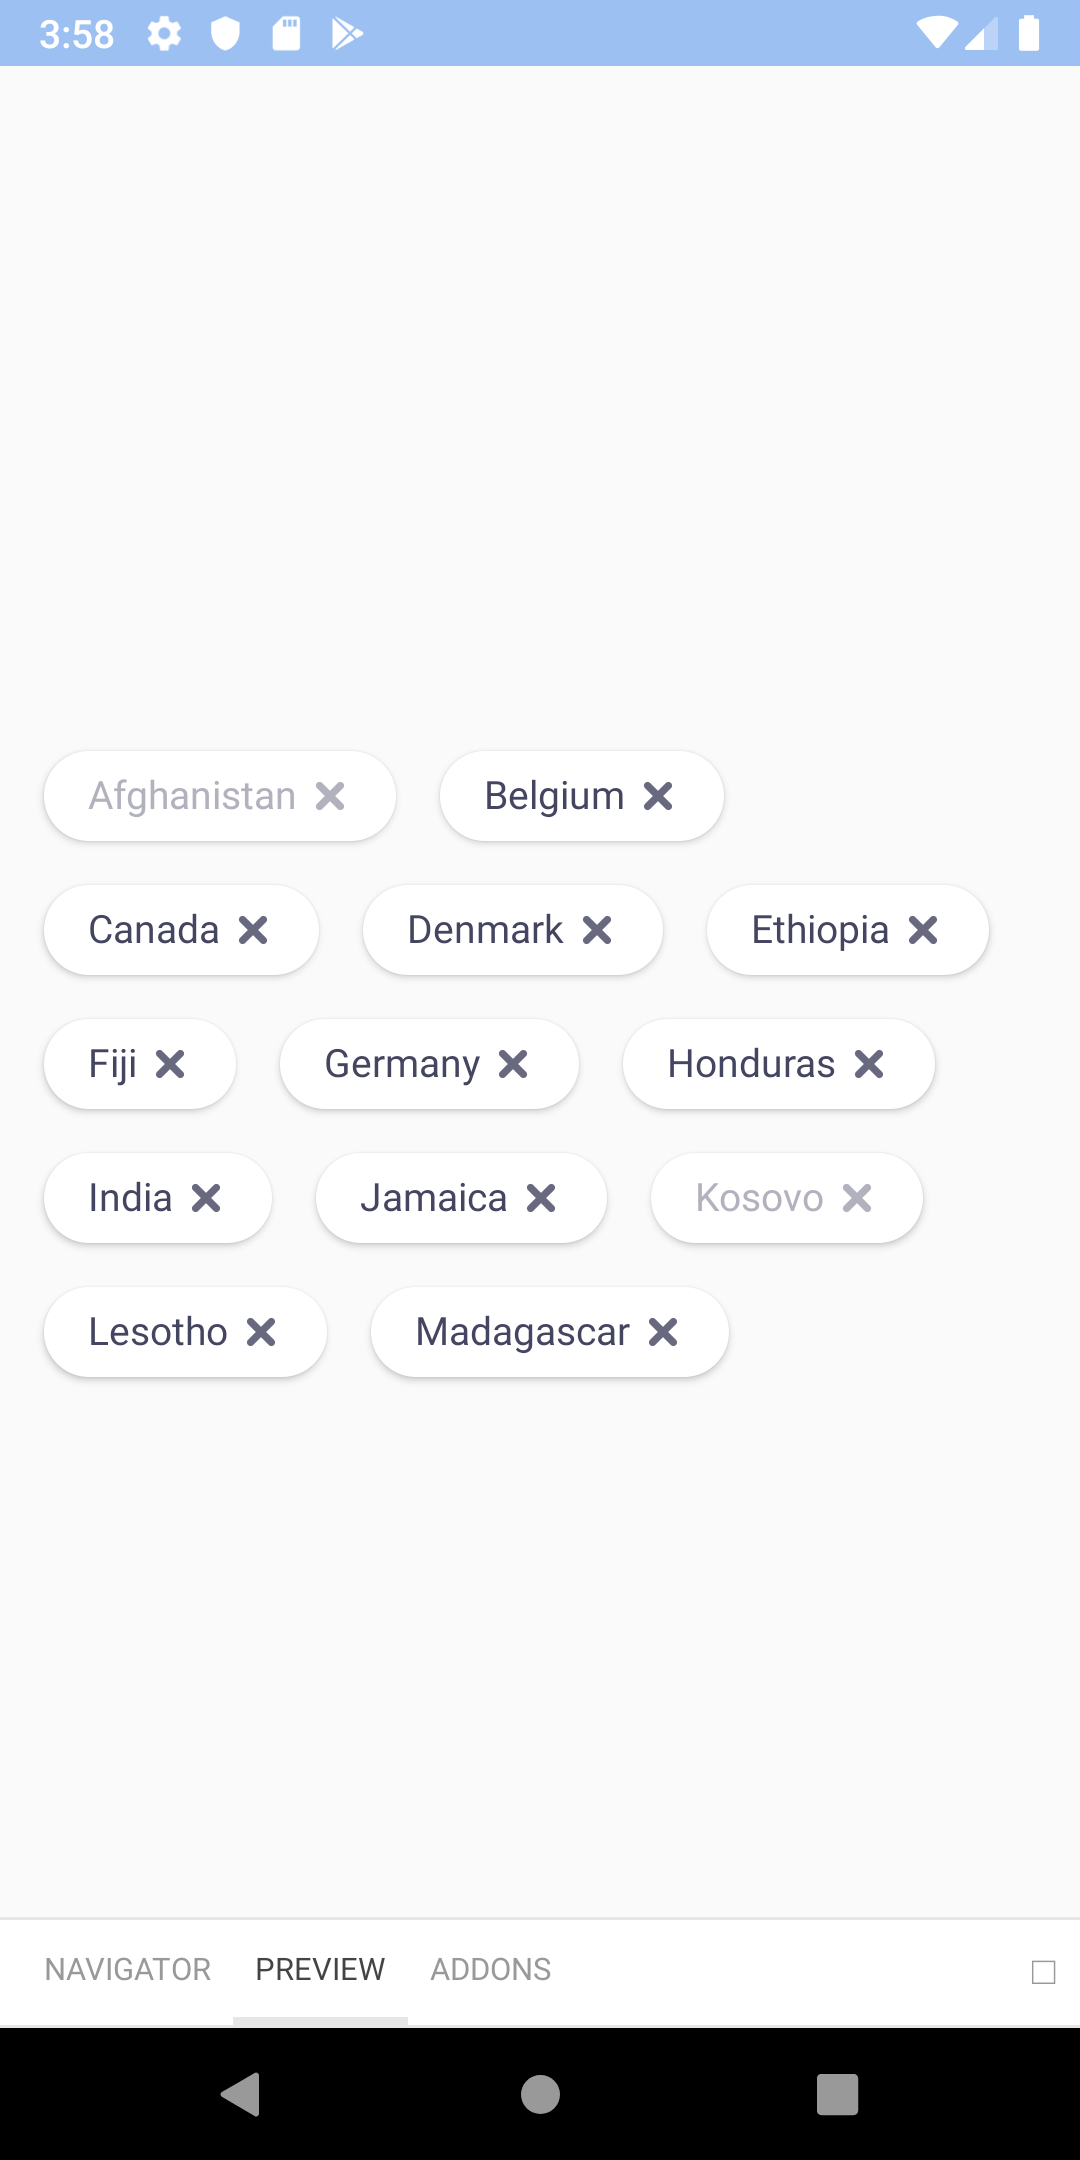 3:58
Afghanistan Belgium
Canada Denmark Ethiopia
Fiji Germany Honduras
India Jamaica Kosovo
Lesotho Madagascar
NAVIGATOR PREVIEW ADDONS